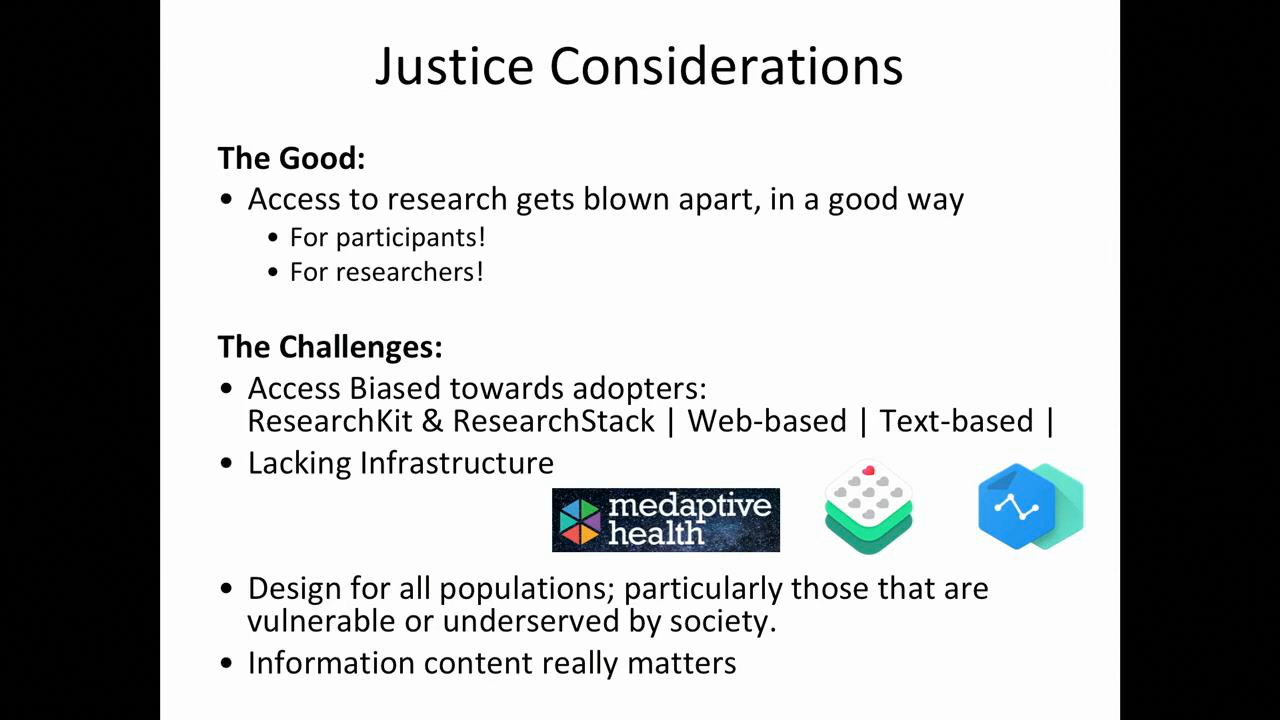 Justice Considerations
The Good:
• Access to research gets blown apart, in a good way
• For participants!
• For researchers!
The Challenges:
• Access Biased towards adopters:
ResearchKit & ResearchStack | Web-based | Text-based |
• Lacking Infrastructure
medaptive
health
• Design for all populations; particularly those that are
vulnerable or underserved by society.
• Information content really matters